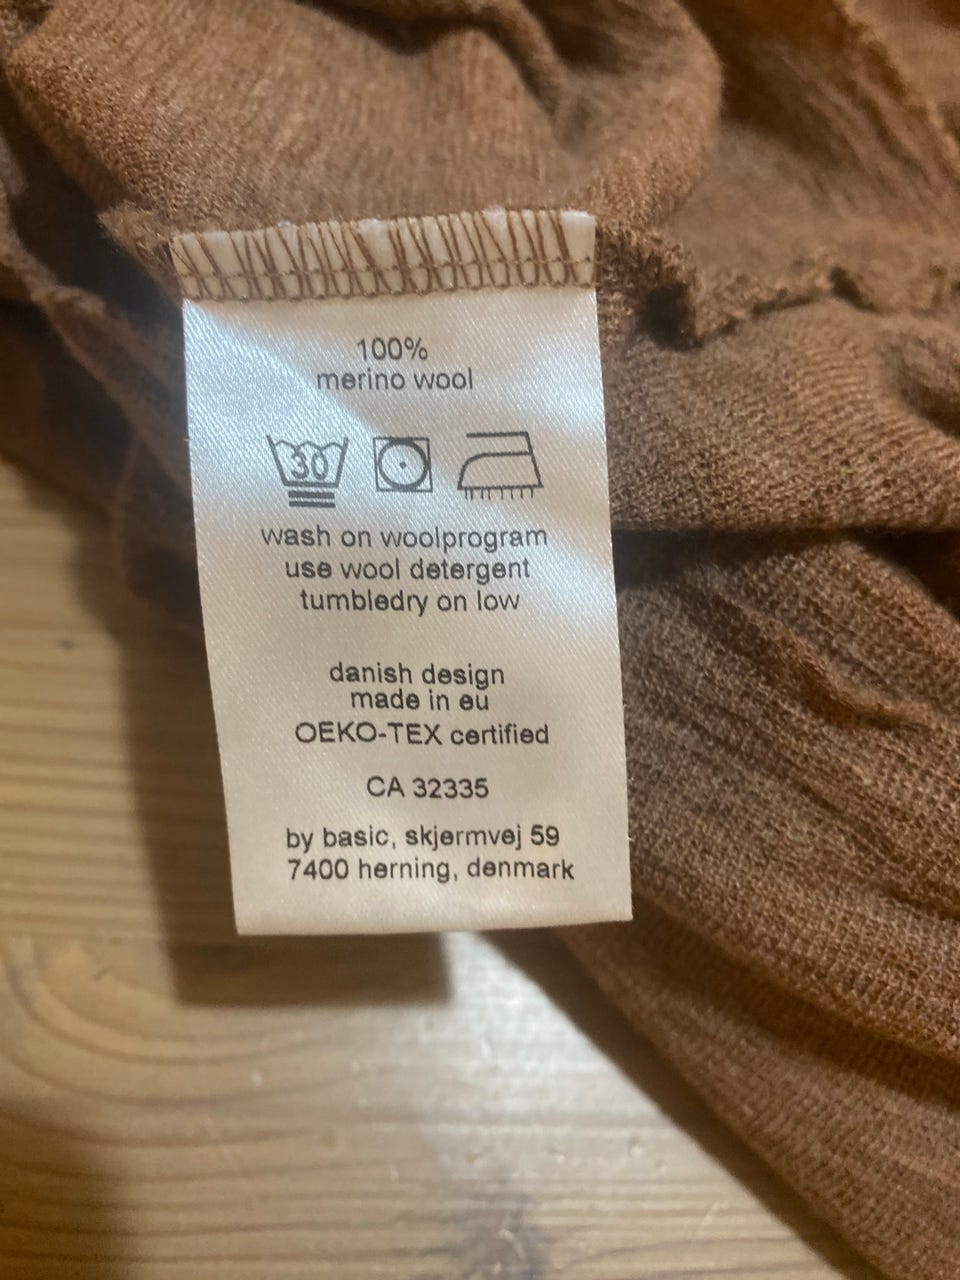 100%
merino wool
30
wash on woolprogram
use wool detergent
tumbledry on low
danish design
made in eu
OEKO-TEX certified
CA 32335
by basic, skjermvej 59
7400 herning, denmark